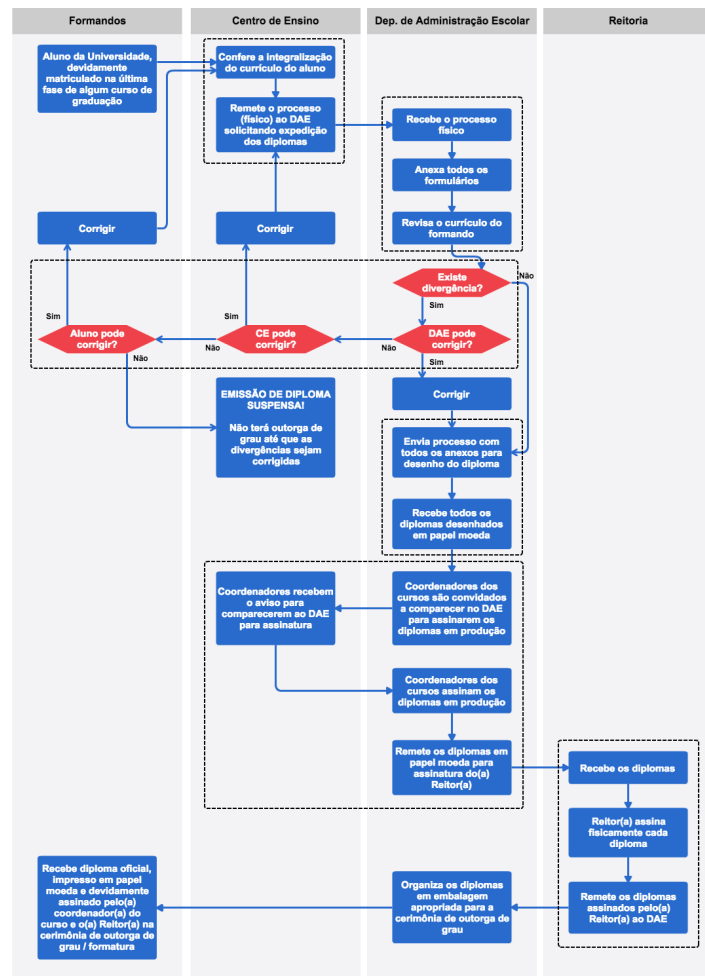 Formandos
Centro de Ensino
Dep. de Administração Escolar
Reitoria
Aluno da Universidade,
devidamente
matriculado na última
fase de algum curso de
graduação
Confere a integralização
do currículo do aluno
Remete o processo
(físico) ao DAE
solicitando expedição
dos diplomas
Recebe o processo
físico
Anexa todos os
formulários
Revisa o currículo do
formando
Corrigir
Corrigir
Existe
divergência?
Não
Sim
Sim
Sim
Aluno pode
corrigir?
Não
CE pode
corrigir?
Não
DAE pode
corrigir?
Não
Sim
EMISSÃO DE DIPLOMA
SUSPENSA!
Não terá outorga de
grau até que as
divergências sejam
corrigidas
Corrigir
Envia processo com
todos os anexos para
desenho do diploma
Recebe todos os
diplomas desenhados
em papel moeda
Coordenadores recebem
o aviso para
comparecerem ao DAE
para assinatura
Coordenadores dos
cursos são convidados
a comparecer no DAE
para assinarem os
diplomas em produção
Coordenadores dos
cursos assinam os
diplomas em produção
Remete os diplomas em
papel moeda para
assinatura do(a)
Reitor(a)
Recebe os diplomas
Reitor(a) assina
fisicamente cada
diploma
Remete os diplomas
assinados pelo(a)
Reitor(a) ao DAE
Organiza os diplomas
em embalagem
apropriada para a
cerimônia de outorga de
grau
Recebe diploma oficial,
impresso em papel
moeda e devidamente
assinado pelo(a)
coordenador(a) do
curso e o(a) Reitor(a) na
cerimônia de outorga de
grau / formatura